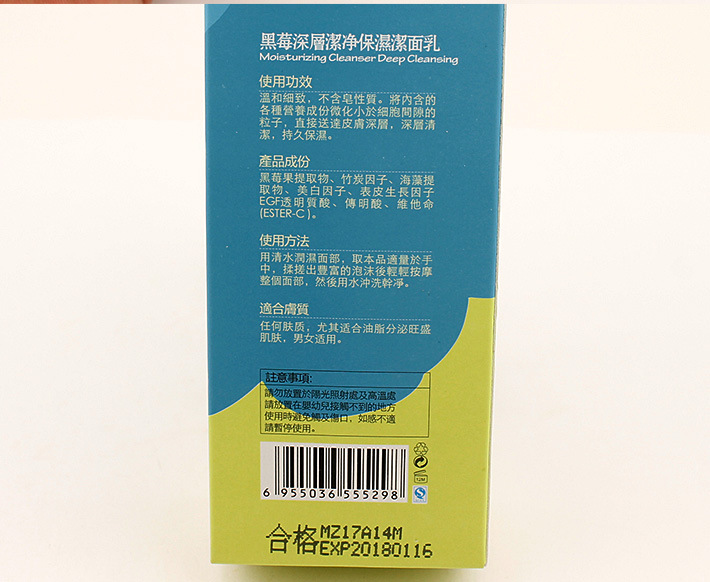 黑莓深層潔净保濕潔面乳
Moisturizing Cleanser Deep Cleansing
使用功效
溫和細致，不含皂性質。將內含的
各種營養成份微化小於細胞間隙的
粒子，直接送達皮膚深層，深層清
潔，持久保濕。
產品成份
黑莓果提取物、竹炭因子、海藻提
取物、美白因子、表皮生長因子
EGF透明質酸、傳明酸、維他命
(ESTER-C)。
使用方法
用清水潤濕面部，取本品適量於手
中，揉搓出豐富的泡沫後輕輕按摩
整個面部，然後用水沖洗幹凈。
適合膚質
任何肤质，尤其适合油脂分泌旺盛
肌肤，男女适用。
註意事項:
請勿放置於陽光照射處及高溫處
請放置在嬰幼兒接觸不到的地方
使用時避免觸及傷口，如感不適
請暫停使用。
12M
6 955036 555298
合格 MZ17A14M
EXP20180116